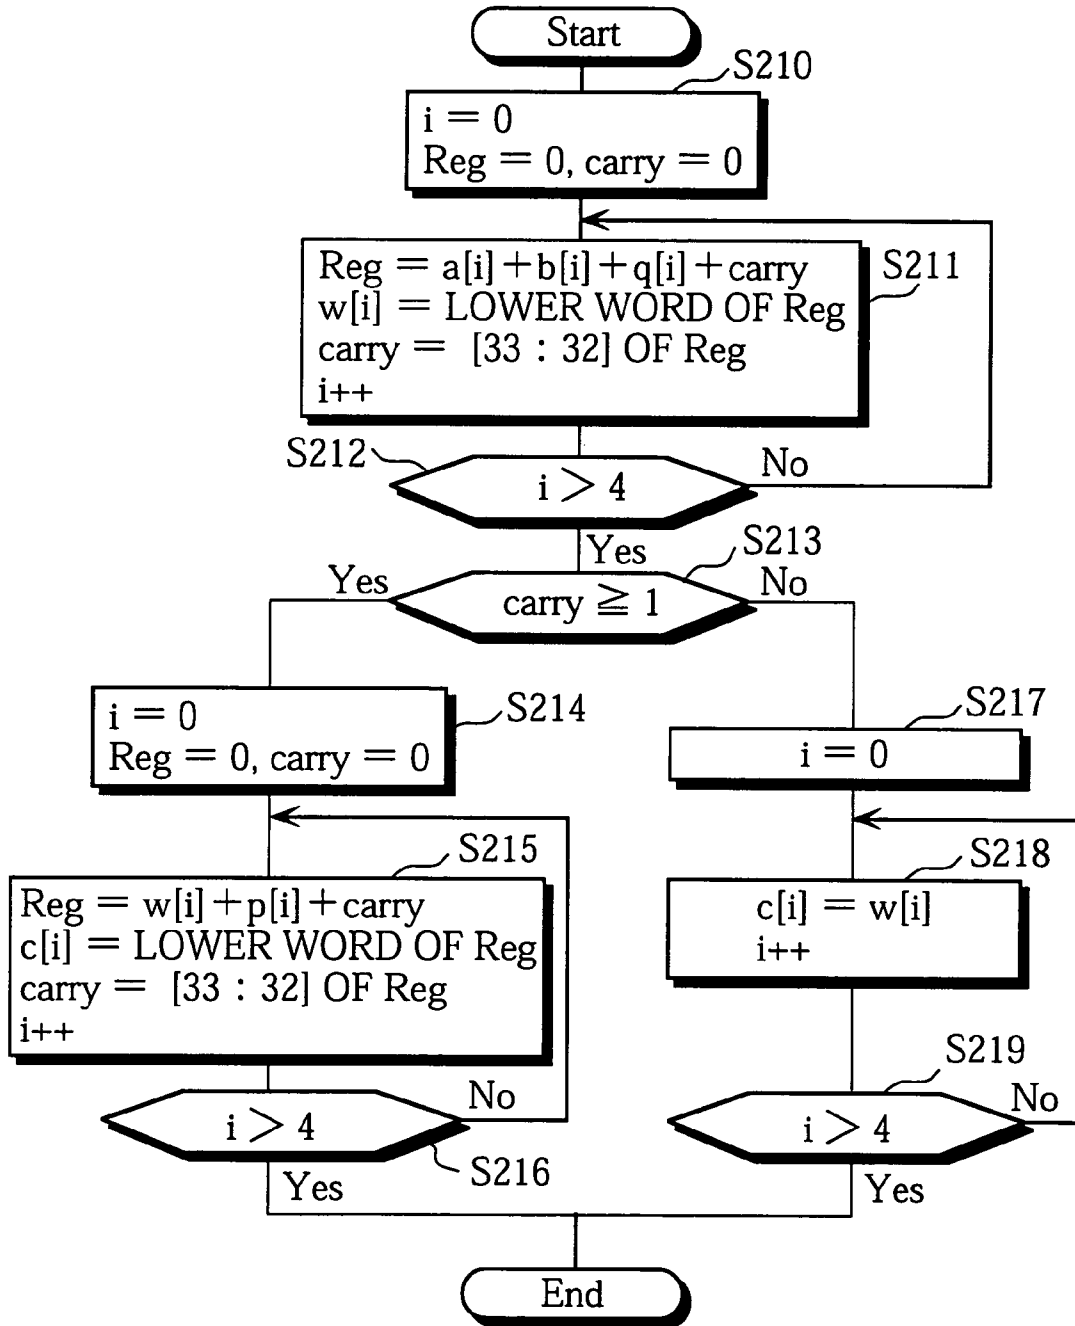 Start
S210
i = 0
Reg = 0, carry = 0
S211
Reg = a[i]+b[i]+q[i]+carry
w[i] = LOWER WORD OF Reg
carry = [33 : 32] OF Reg
i++
S212
i > 4
No
Yes
S213
Yes
carry ≧ 1
No
S214
i = 0
Reg = 0, carry = 0
S217
i = 0
S215
Reg = w[i]+p[i]+carry
c[i] = LOWER WORD OF Reg
carry = [33 : 32] OF Reg
i++
S218
c[i] = w[i]
i++
i > 4
No
S216
Yes
S219
i > 4
No
Yes
End